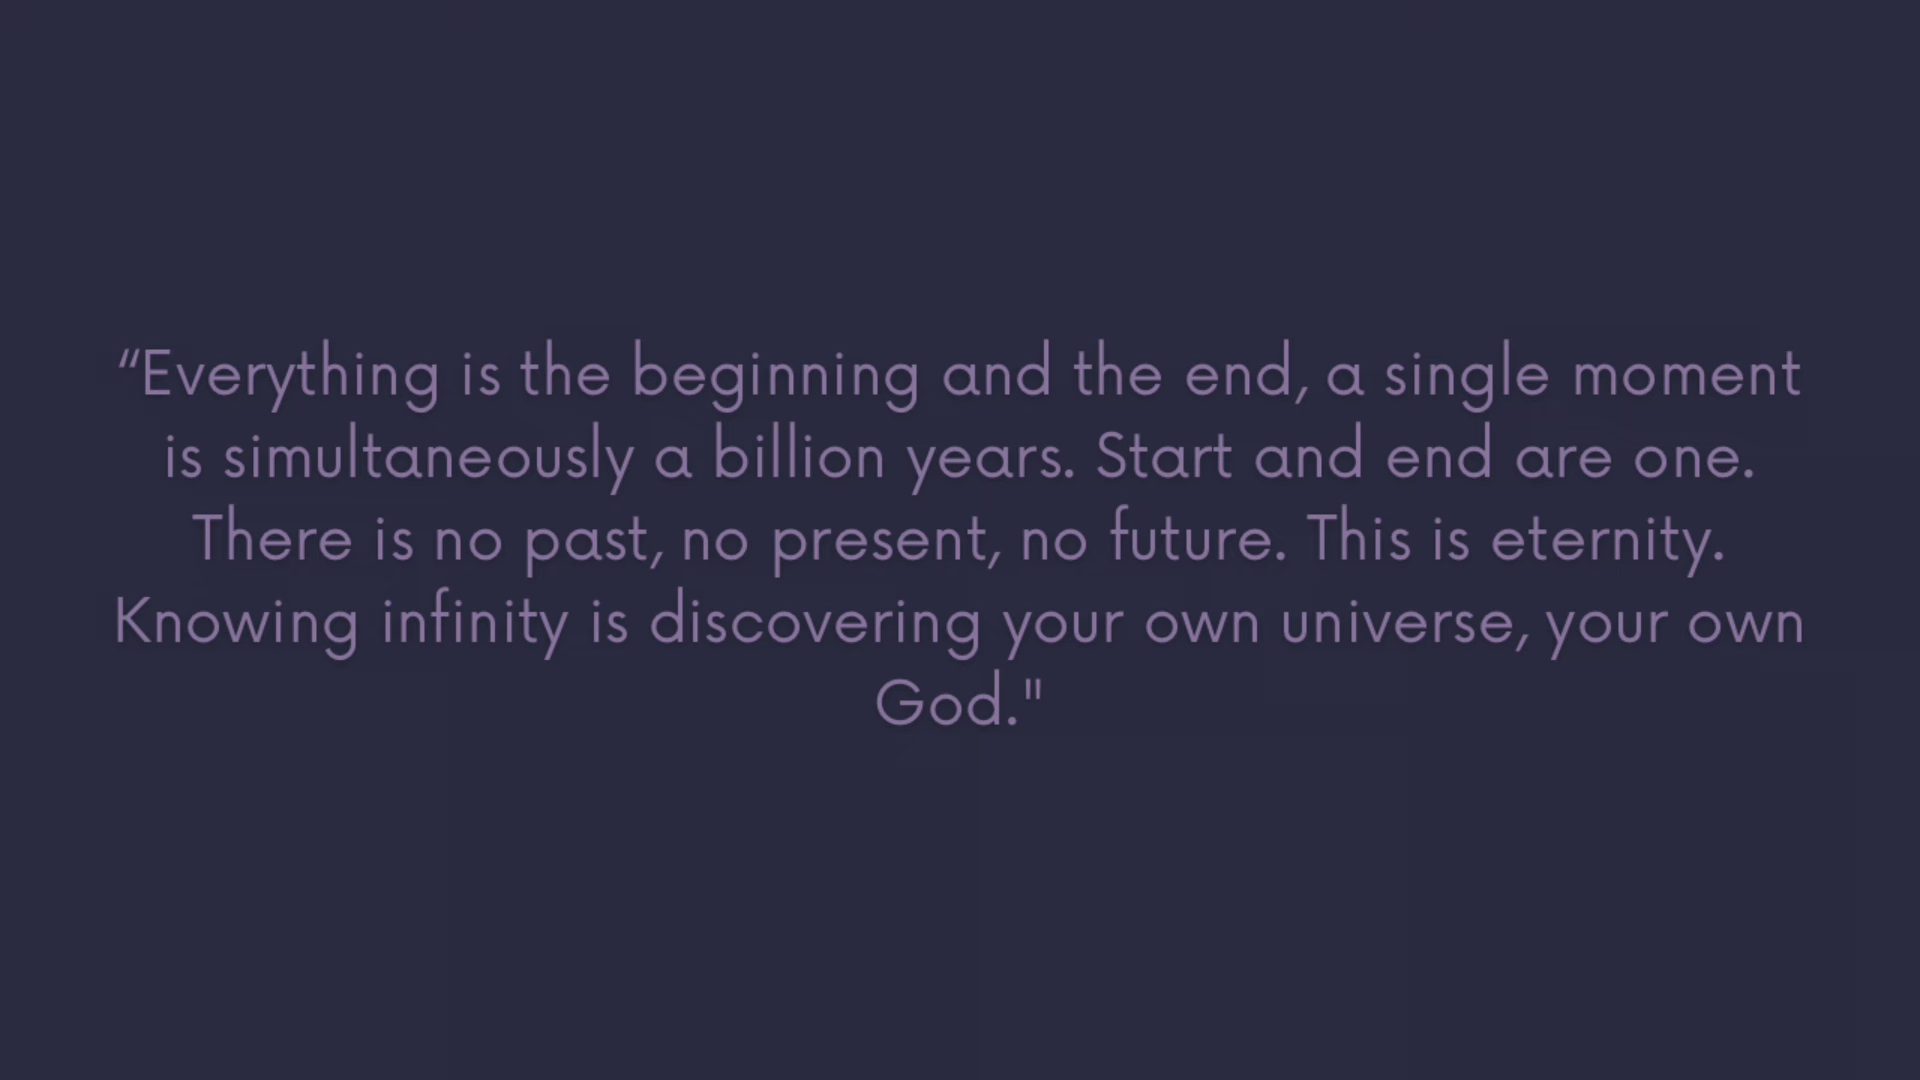 “Everything is the beginning and the end, a single moment
is simultaneously a billion years. Start and end are one.
There is no past, no present, no future. This is eternity.
Knowing infinity is discovering your own universe, your own
God."